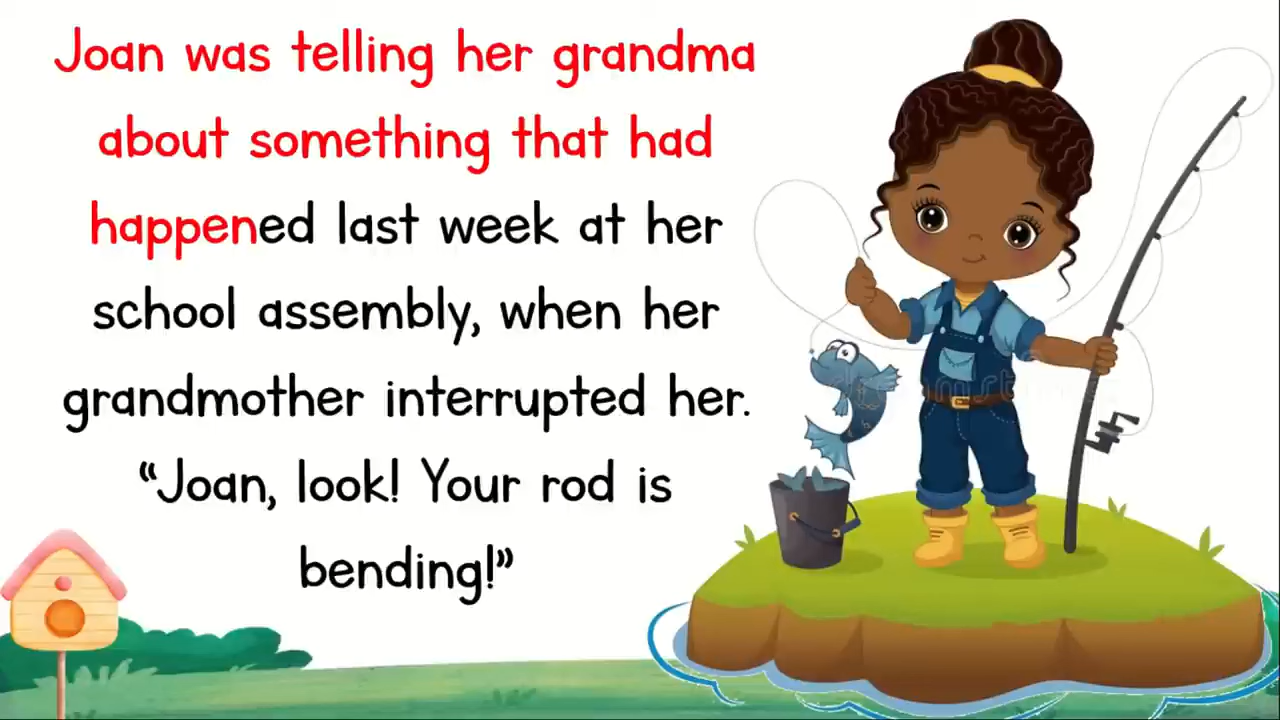 Joan was telling her grandma
about something that had
happened last week at her
school assembly, when her
grandmother interrupted her.
“Joan, look! Your rod is
bending!”